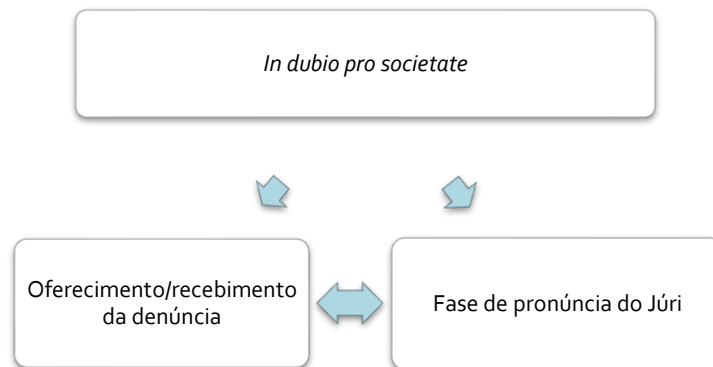 In dubio pro societate
Oferecimento/recebimento
da denúncia
Fase de pronúncia do Júri